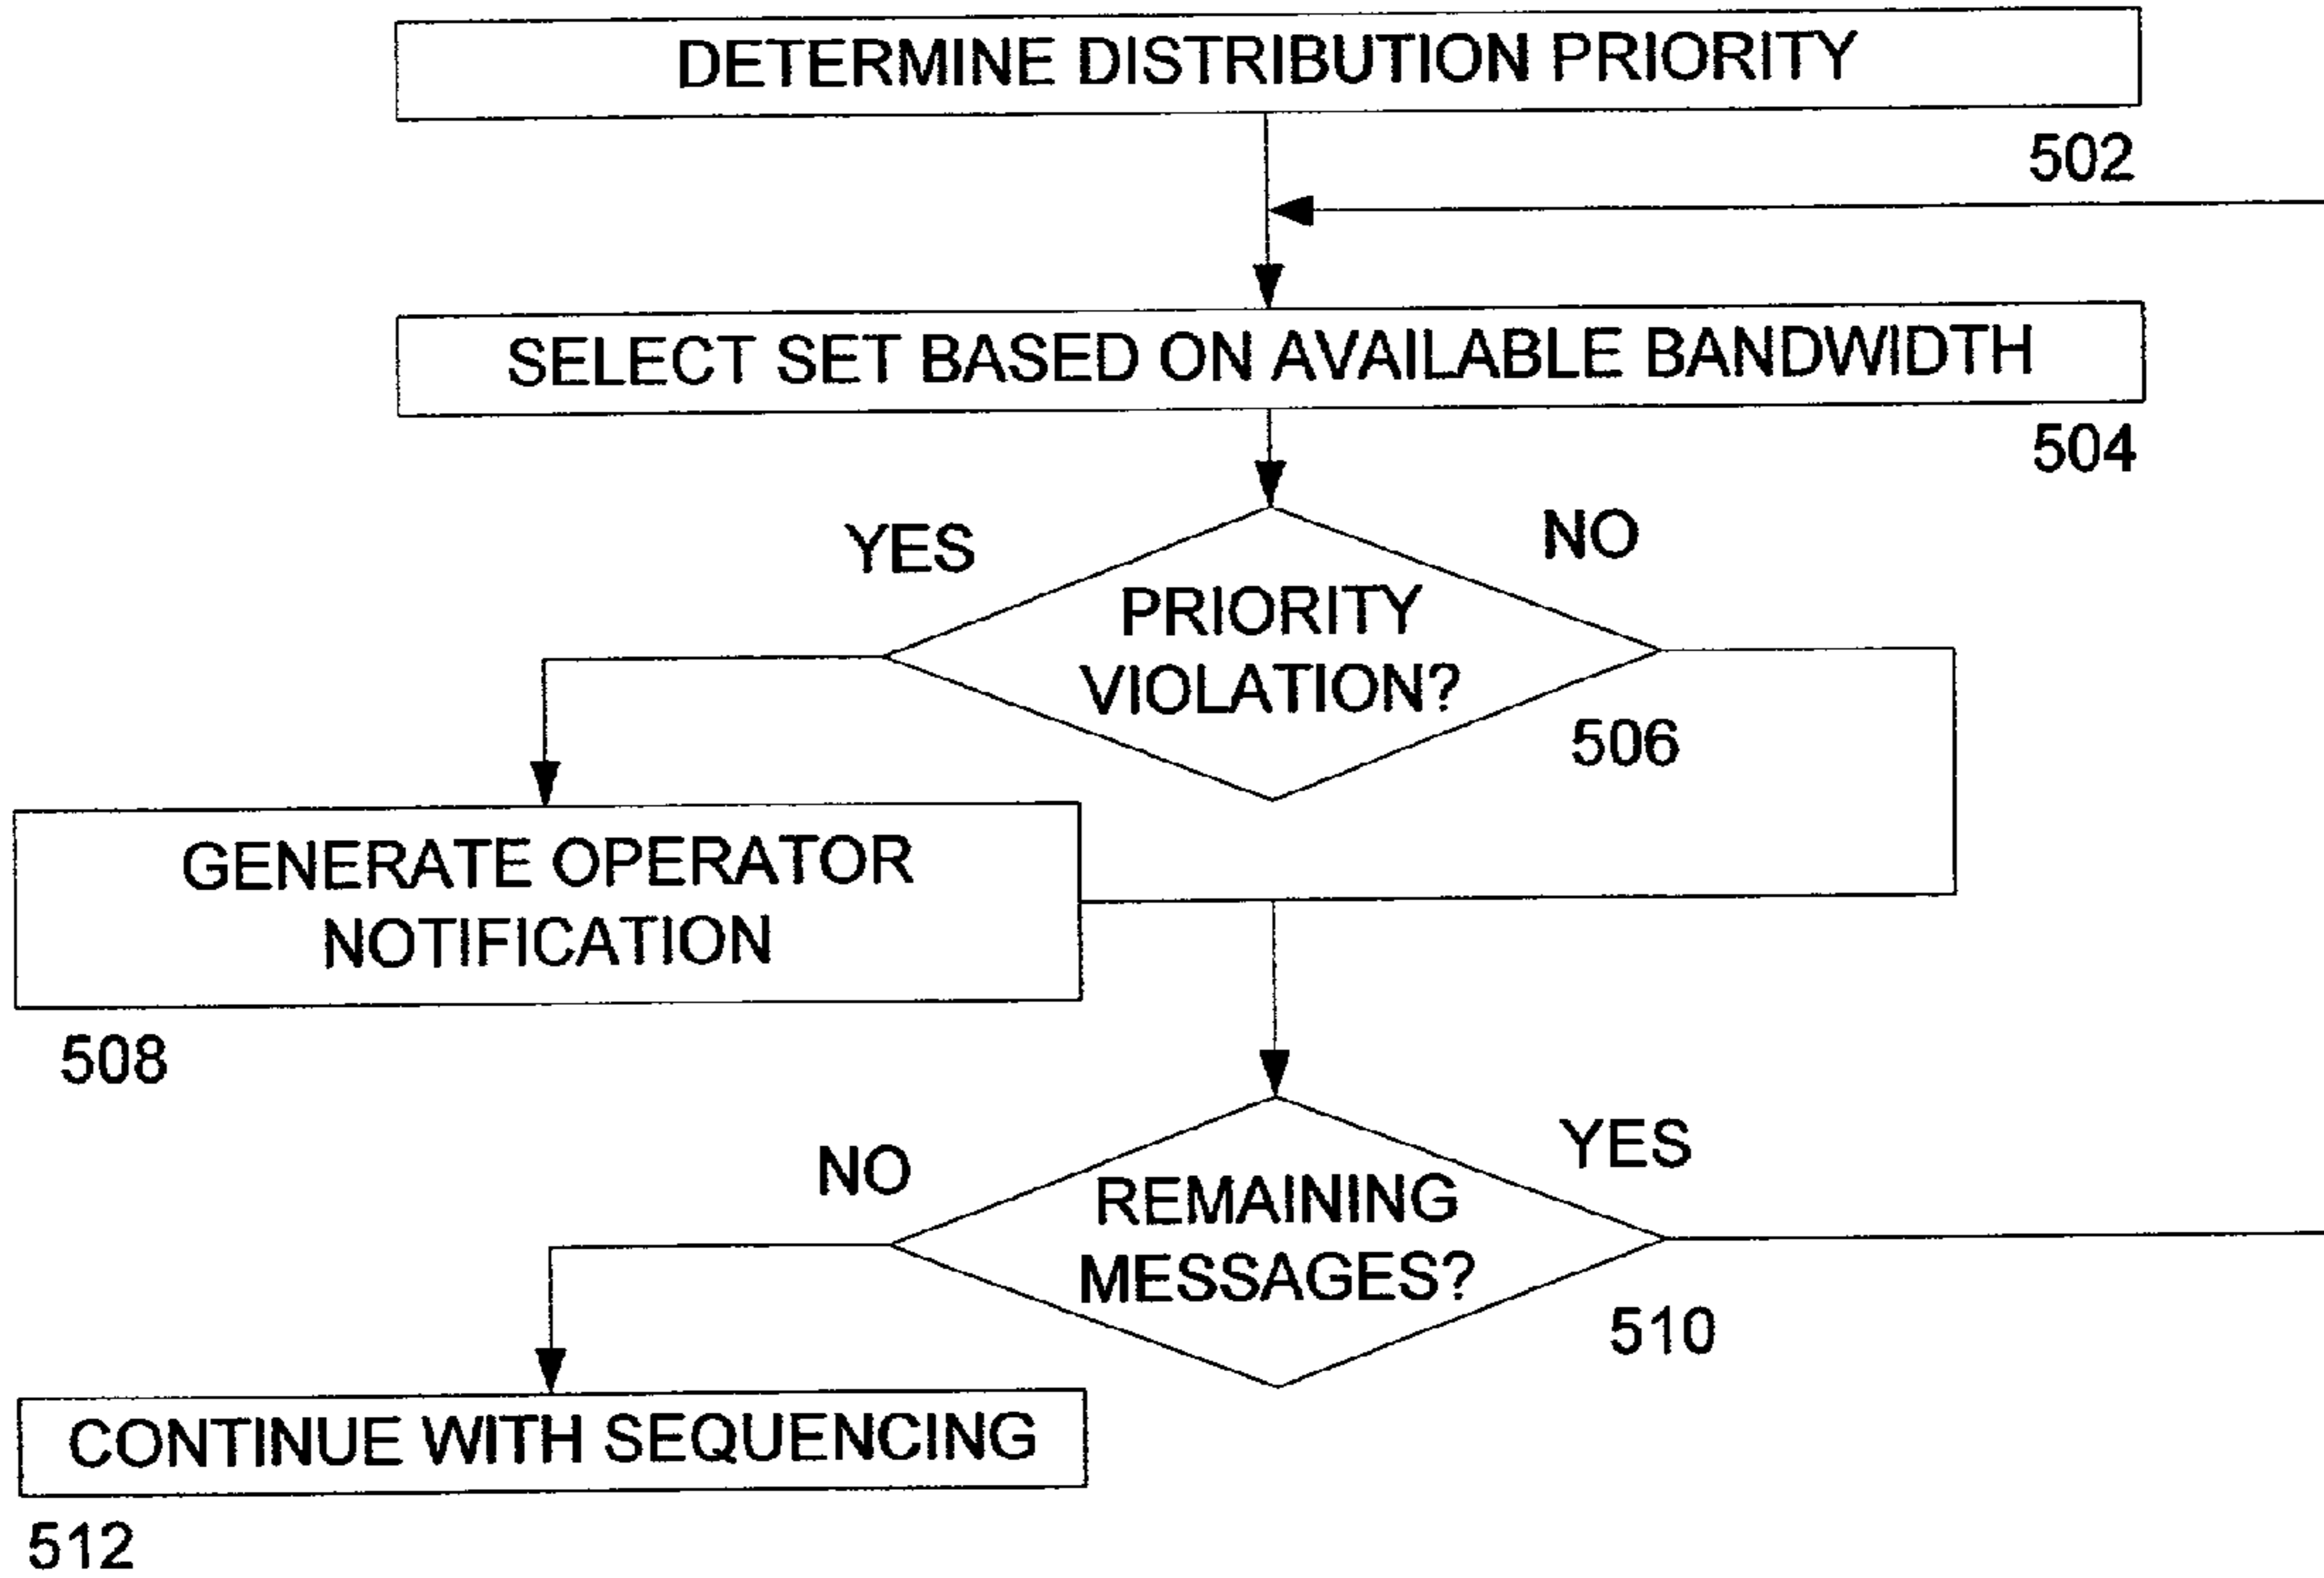 DETERMINE DISTRIBUTION PRIORITY
502
SELECT SET BASED ON AVAILABLE BANDWIDTH
504
YES
NO
PRIORITY
VIOLATION?
506
GENERATE OPERATOR
NOTIFICATION
508
NO
YES
REMAINING
MESSAGES?
510
CONTINUE WITH SEQUENCING
512